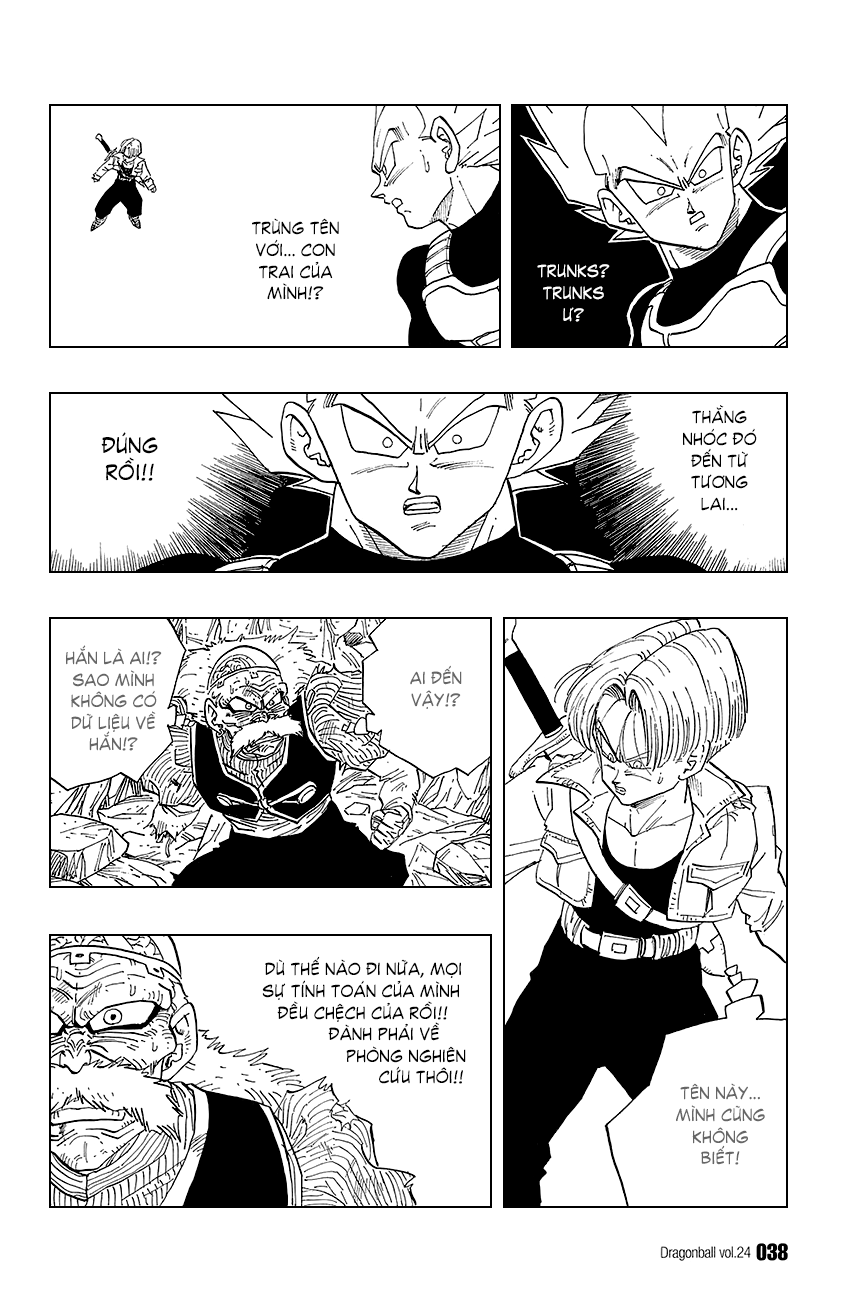 TRUNKS?
TRUNKS
Ư?
TRÙNG TÊN
VỚI... CON
TRAI CỦA
MÌNH!?
THẰNG
NHÓC ĐÓ
ĐẾN TỪ
TƯƠNG
LAI...
ĐÚNG
RỒI!!
TÊN NÀY...
MÌNH CŨNG
KHÔNG
BIẾT!
AI ĐẾN
VẬY!?
HẮN LÀ AI!?
SAO MÌNH
KHÔNG CÓ
DỮ LIỆU VỀ
HẮN!?
DÙ THẾ NÀO ĐI NỮA, MỌI
SỰ TÍNH TOÁN CỦA MÌNH
ĐỀU CHỆCH CỦA RỒI!!
ĐÀNH PHẢI VỀ
PHÒNG NGHIÊN
CỨU THÔI!!
Dragonball vol.24 038